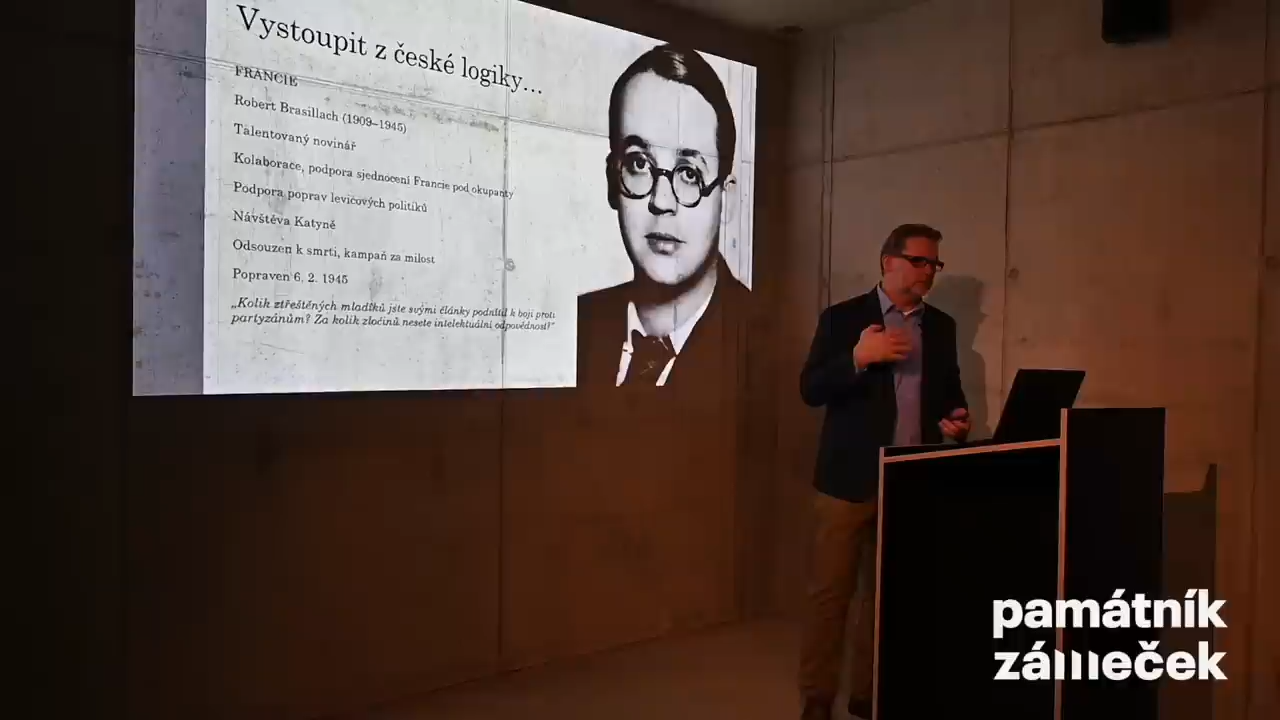 Vystoupit z české logiky...
FRANCIE
Robert Brasillach (1909–1945)
Talentovaný novinář
Kolaborace, podpora sjednocení Francie pod okupanty
Podpora poprav levicových politiků
Návštěva Katyně
Odsouzen k smrti, kampaň za milost
Popraven 6. 2. 1945
„Kolik ztřeštěných mladíků jste svými články podnítil k boji proti
partyzánům? Za kolik zločinů nesete intelektuální odpovědnost?"
památník
zámeček